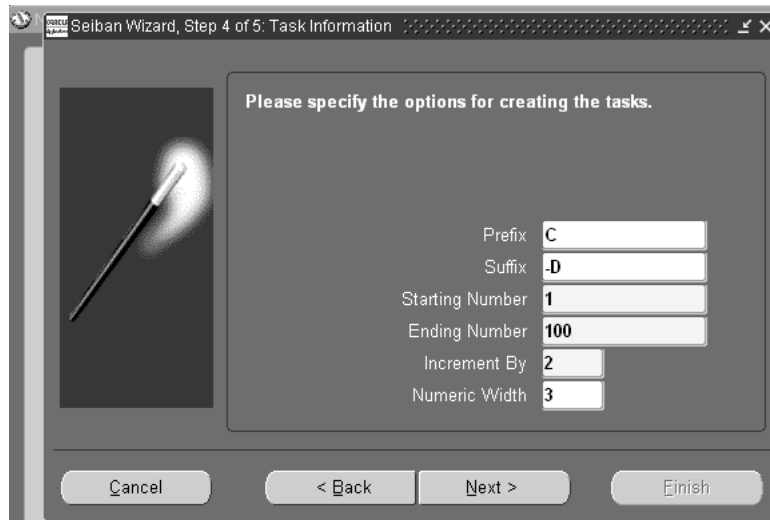 Seiban Wizard, Step 4 of 5: Task Information
Please specify the options for creating the tasks.
Prefix C
Suffix -D
Starting Number 1
Ending Number 100
Increment By 2
Numeric Width 3
Cancel < Back Next > Finish